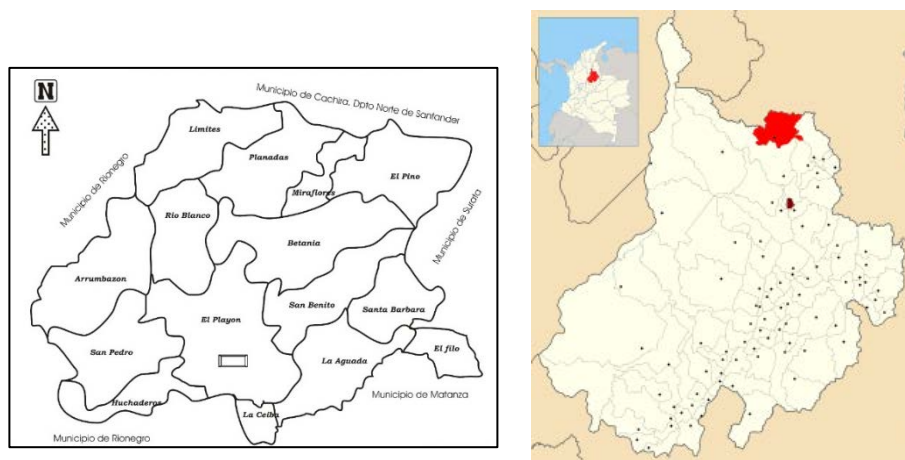 N
Municipio de Cachira, Dpto Norte de Santander
Limites
Planadas
El Pino
Miraflores
Municipio de Rionegro
Rio Blanco
Betania
Municipio de Surata
Arrumbazon
El Playon
San Benito
Santa Barbara
San Pedro
La Aguada
El filo
Huchaderos
La Ceiba
Municipio de Matanza
Municipio de Rionegro